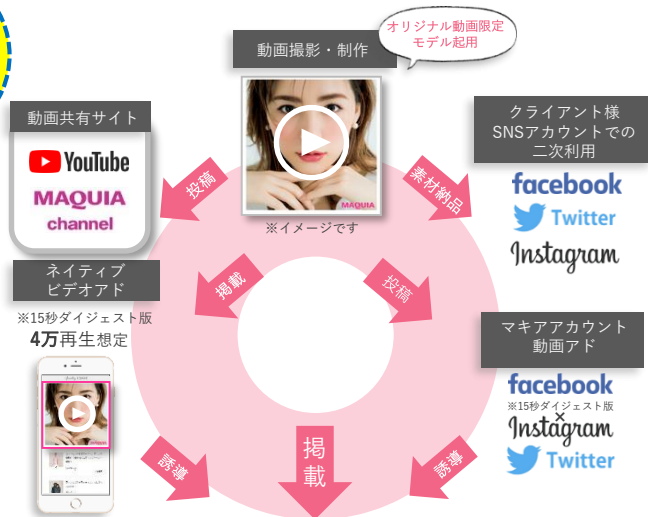 オリジナル動画限定
モデル起用
動画撮影・制作
MAQUIA
※イメージです
動画共有サイト
YouTube
MAQUIA
channel
クライアント様
SNSアカウントでの
二次利用
facebook
Twitter
Instagram
投稿
素材納品
掲載
投稿
ネイティブ
ビデオアド
※15秒ダイジェスト版
4万再生想定
マキアアカウント
動画アド
facebook
※15秒ダイジェスト版
×
Instagram
Twitter
誘導
掲載
誘導